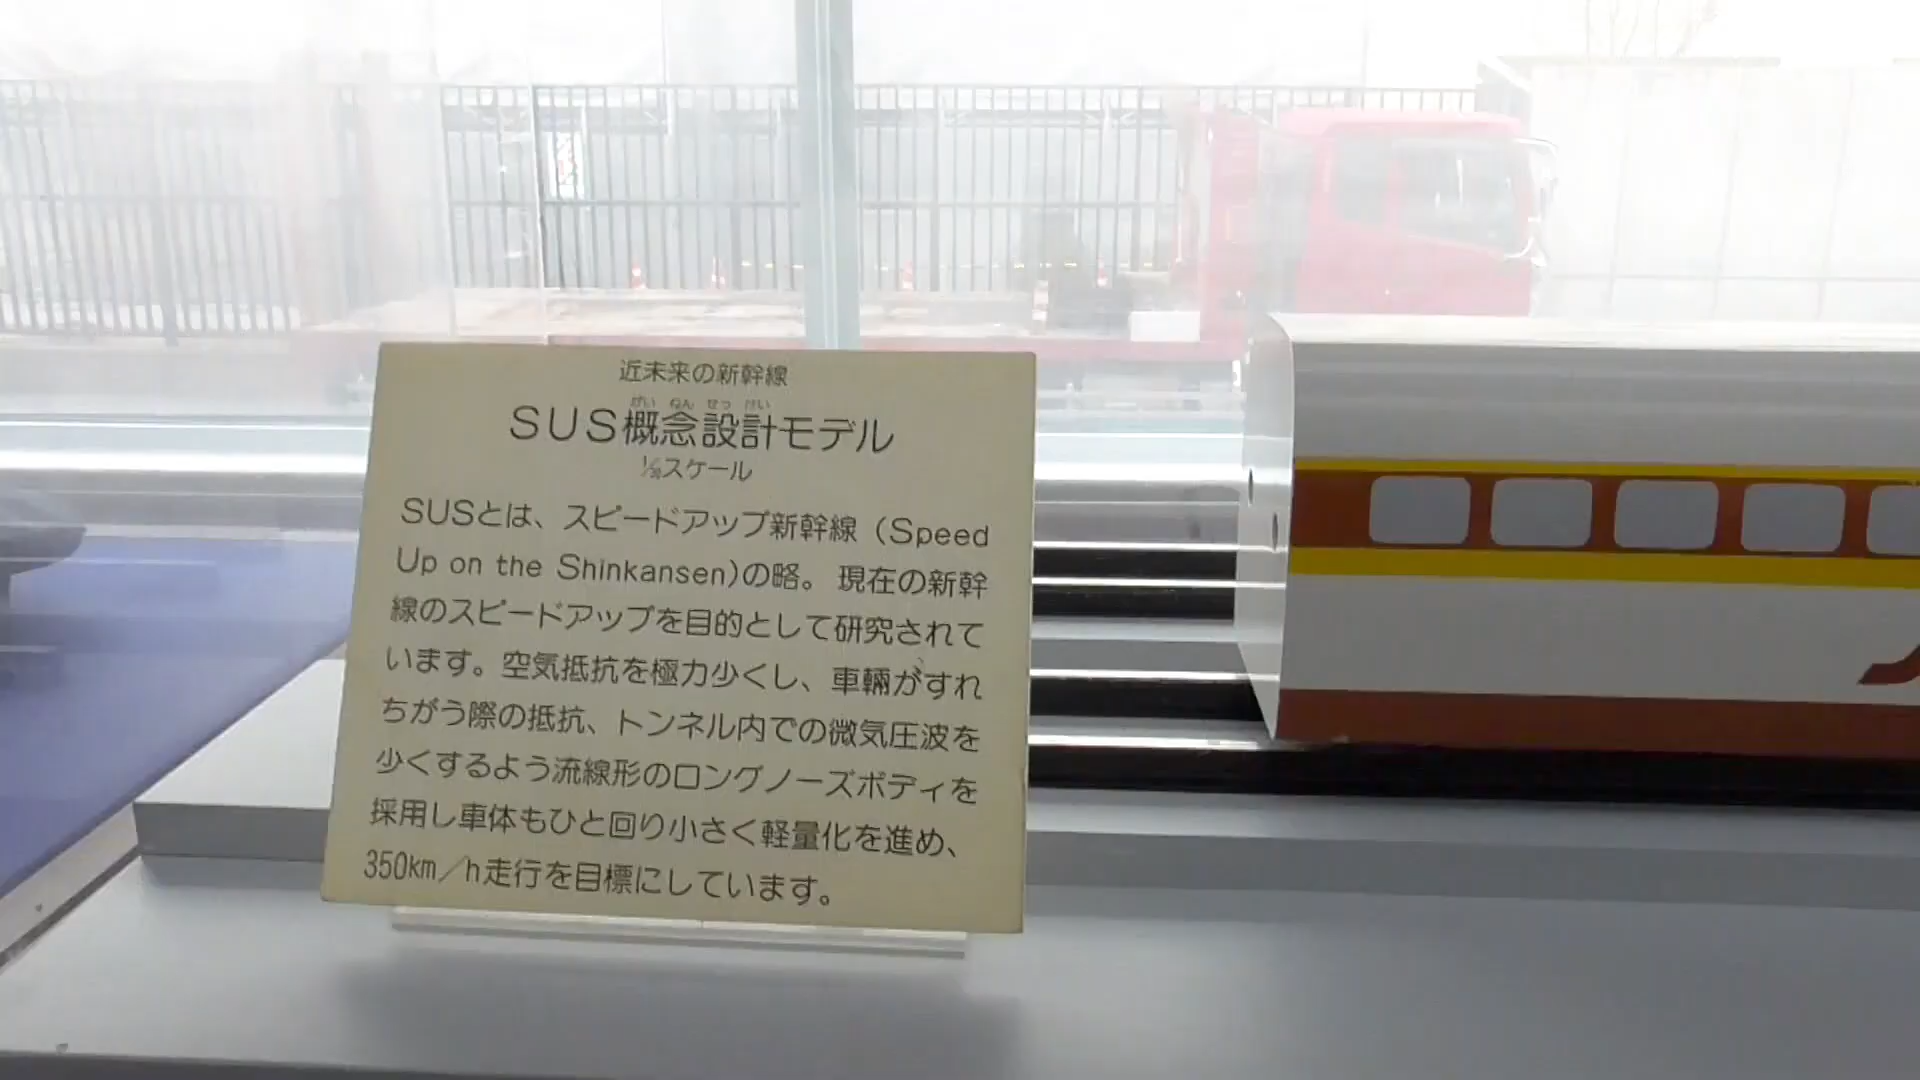 近未来の新幹線
がい ねん せっ けい
SUS概念設計モデル
1/30スケール
SUSとは、スピードアップ新幹線（Speed
Up on the Shinkansen)の略。現在の新幹
線のスピードアップを目的として研究されて
います。空気抵抗を極力少くし、車輛がすれ
ちがう際の抵抗、トンネル内での微気圧波を
少くするよう流線形のロングノーズボディを
採用し車体もひと回り小さく軽量化を進め、
350km／h走行を目標にしています。